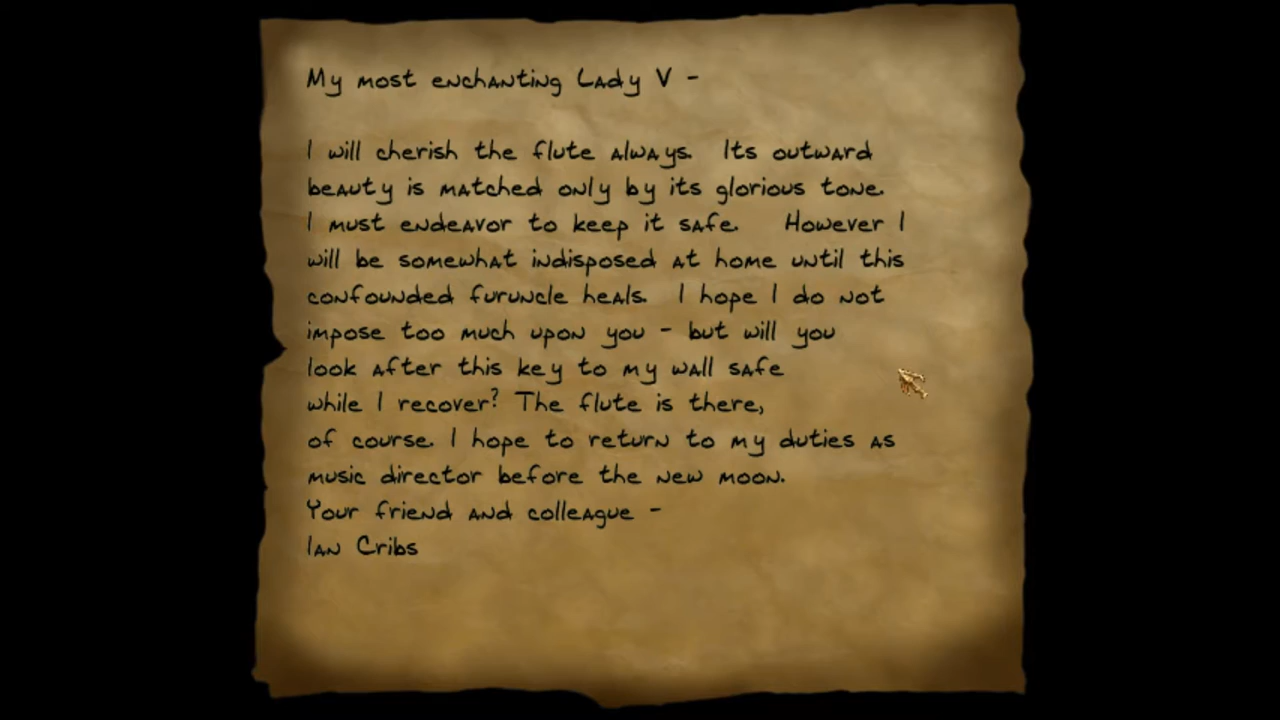 My most enchanting Lady V -
I will cherish the flute always. Its outward
beauty is matched only by its glorious tone.
I must endeavor to keep it safe. However I
will be somewhat indisposed at home until this
confounded furuncle heals. I hope I do not
impose too much upon you - but will you
look after this key to my wall safe
while I recover? The flute is there,
of course. I hope to return to my duties as
music director before the new moon.
Your friend and colleague -
Ian Cribs